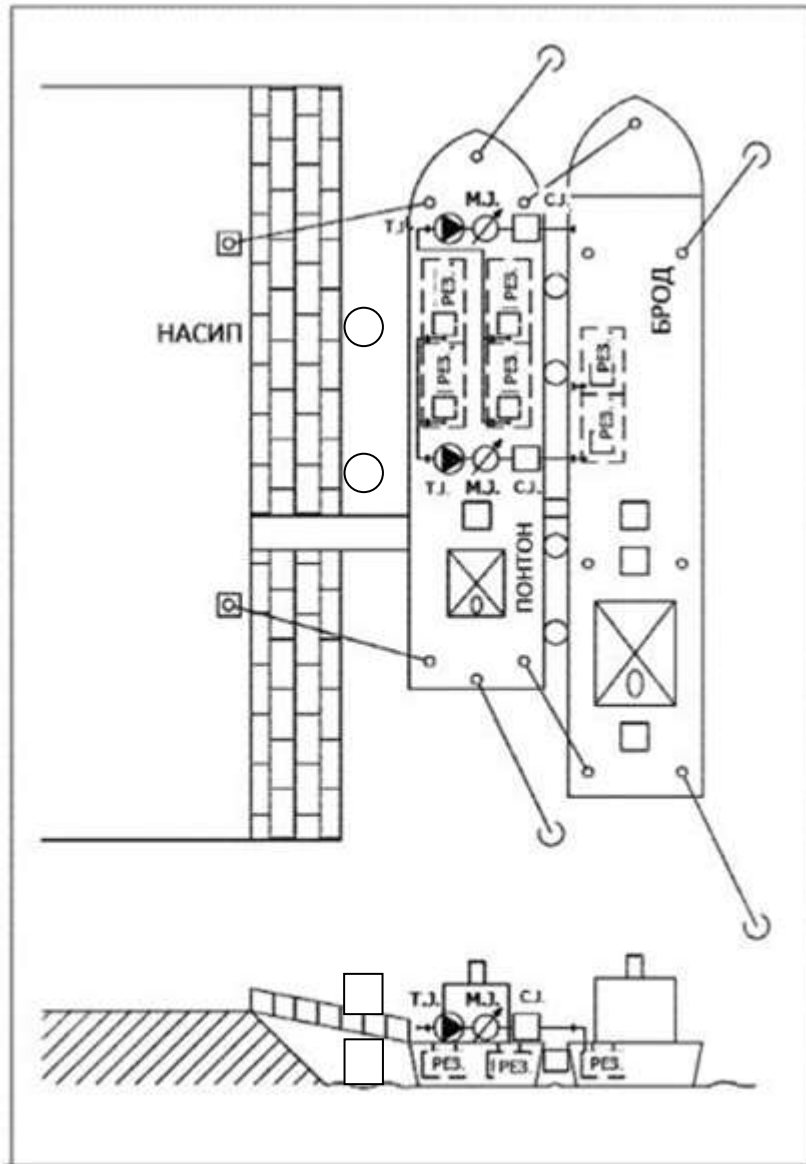 М.Ј. С.Ј.
Т.Ј.
РЕЗ. РЕЗ.
НАСИП
БРОД
РЕЗ. РЕЗ.
РЕЗ.
РЕЗ.
Т.Ј. М.Ј. С.Ј.
ПОНТОН
Т.Ј. М.Ј. С.Ј.
РЕЗ. РЕЗ. РЕЗ.